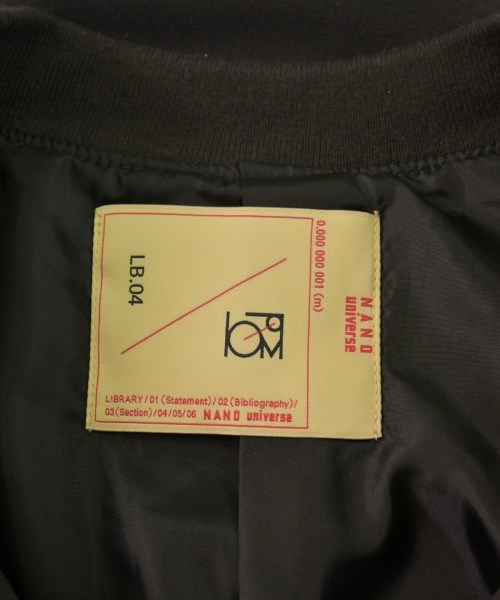 0.000 000 001 (m)
NANO
universe
LB.04
LIBRARY/01 (Statement)/02 (Bibliography)/
03 (Section)/04/05/06 NANO universe